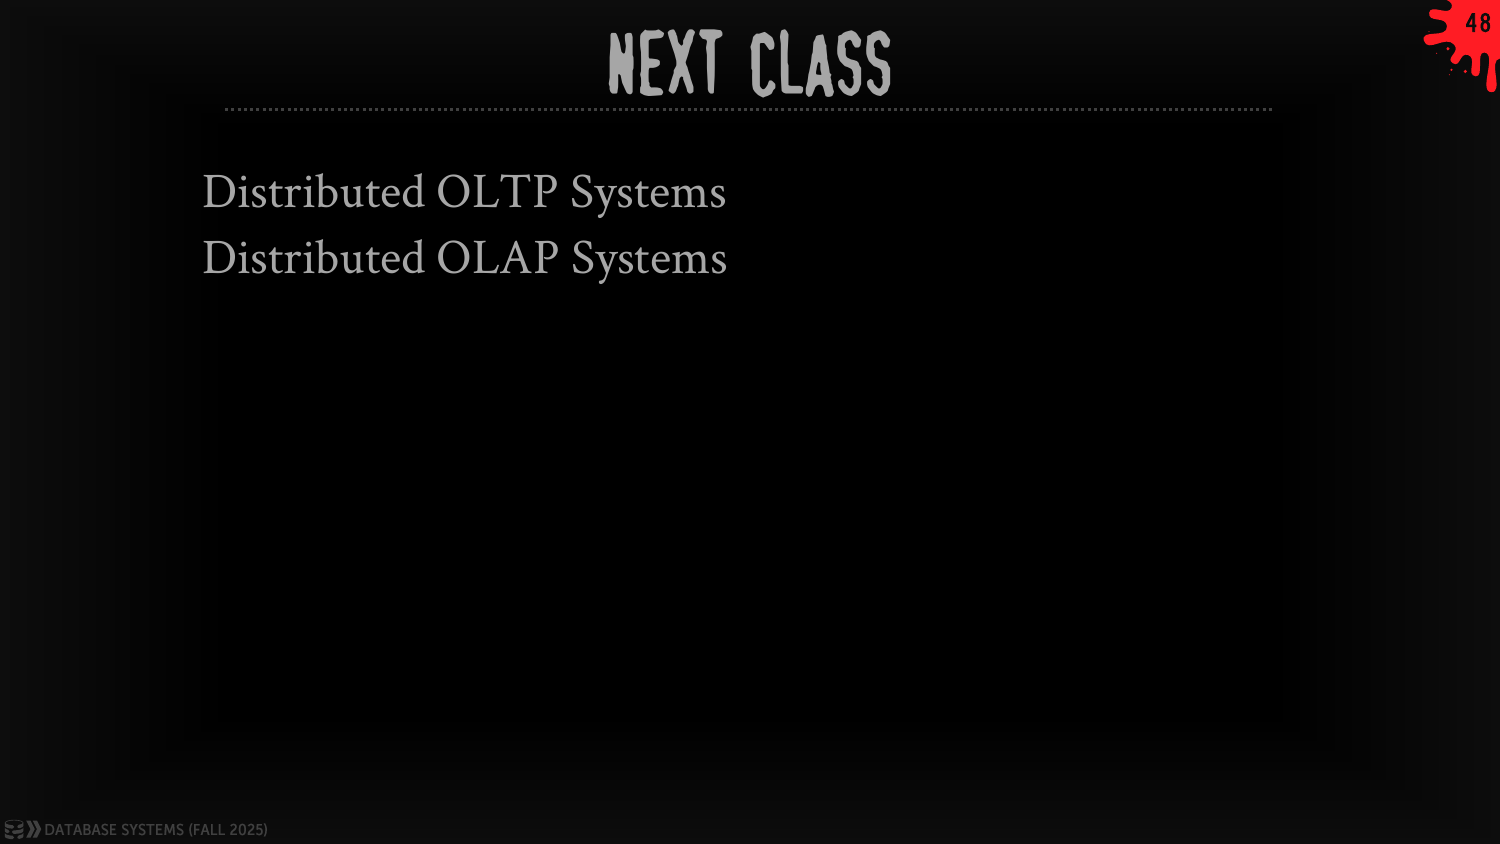 NEXT CLASS
48
Distributed OLTP Systems
Distributed OLAP Systems
DATABASE SYSTEMS (FALL 2025)